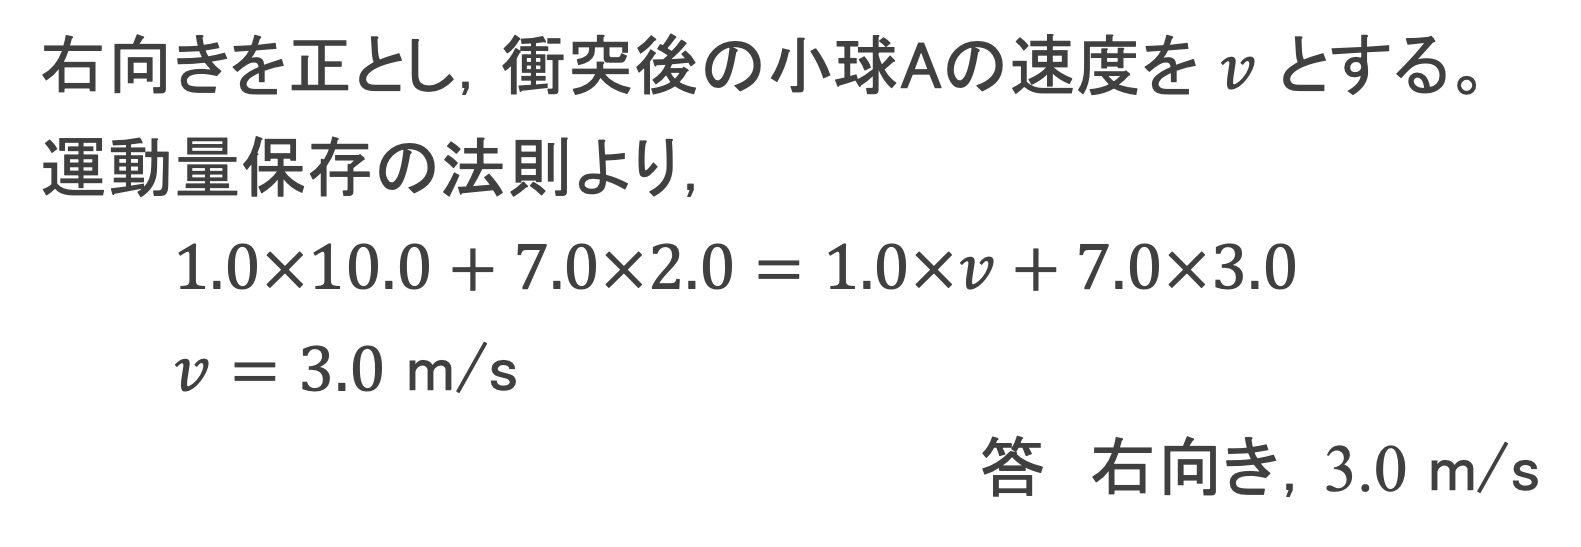 右向きを正とし, 衝突後の小球Aの速度を v とする。
運動量保存の法則より,
1.0×10.0 + 7.0×2.0 = 1.0×v + 7.0×3.0
v = 3.0 m/s
答　右向き, 3.0 m/s